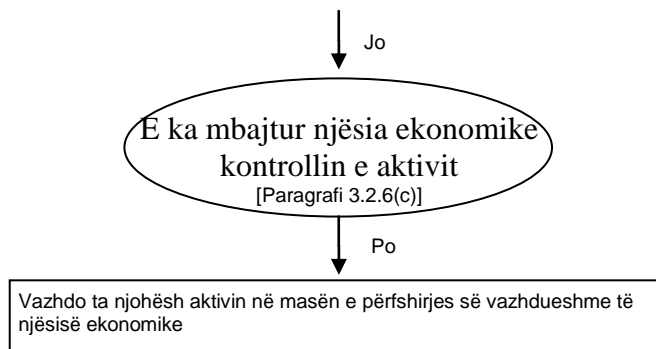 Jo
E ka mbajtur njësia ekonomike
kontrollin e aktivit
[Paragrafi 3.2.6(c)]
Po
Vazhdo ta njohësh aktivin në masën e përfshirjes së vazhdueshme të
njësisë ekonomike